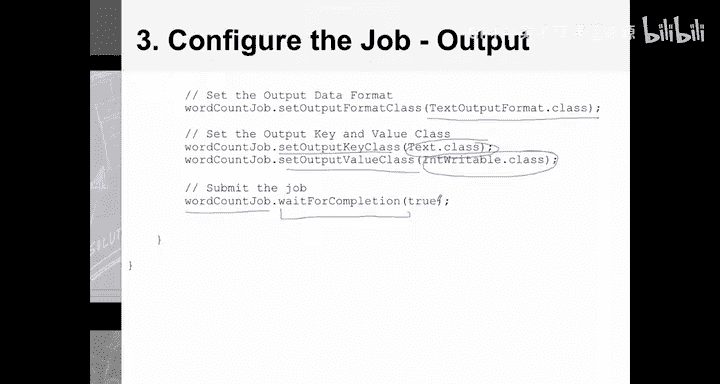 bilibili
3. Configure the Job - Output
// Set the Output Data Format
wordCountJob.setOutputFormatClass(TextOutputFormat.class);
// Set the Output Key and Value Class
wordCountJob.setOutputKeyClass(Text.class);
wordCountJob.setOutputValueClass(IntWritable.class);
// Submit the job
wordCountJob.waitForCompletion(true);
}
}